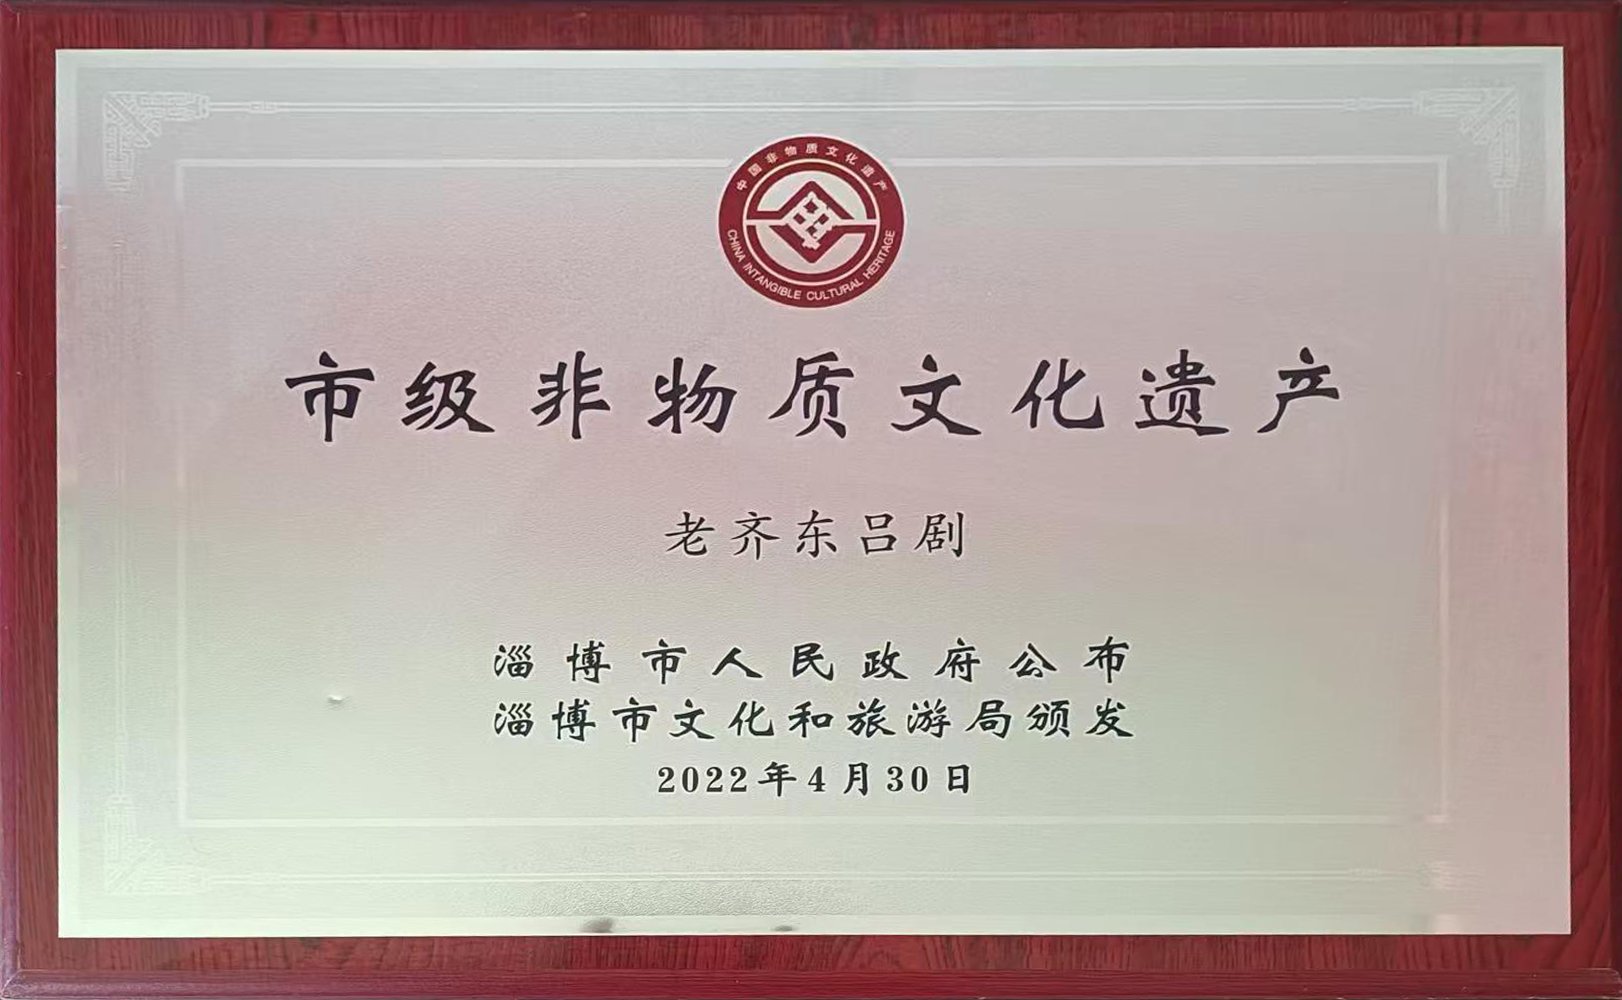 中国非物质文化遗产
CHINA INTANGIBLE CULTURAL HERITAGE
市级非物质文化遗产
老齐东吕剧
淄博市人民政府公布
淄博市文化和旅游局颁发
2022年4月30日